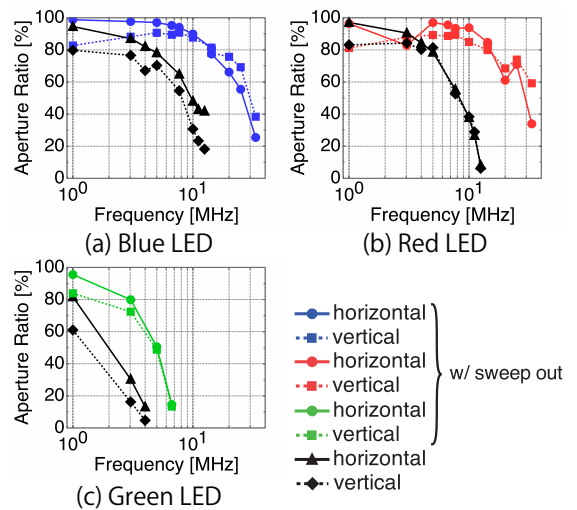 Aperture Ratio [%]
100
80
60
40
20
0
10^0
10^1
Frequency [MHz]
(a) Blue LED
Aperture Ratio [%]
100
80
60
40
20
0
10^0
10^1
Frequency [MHz]
(b) Red LED
Aperture Ratio [%]
100
80
60
40
20
0
10^0
10^1
Frequency [MHz]
(c) Green LED
horizontal
vertical
horizontal
vertical
horizontal
vertical
w/ sweep out
horizontal
vertical